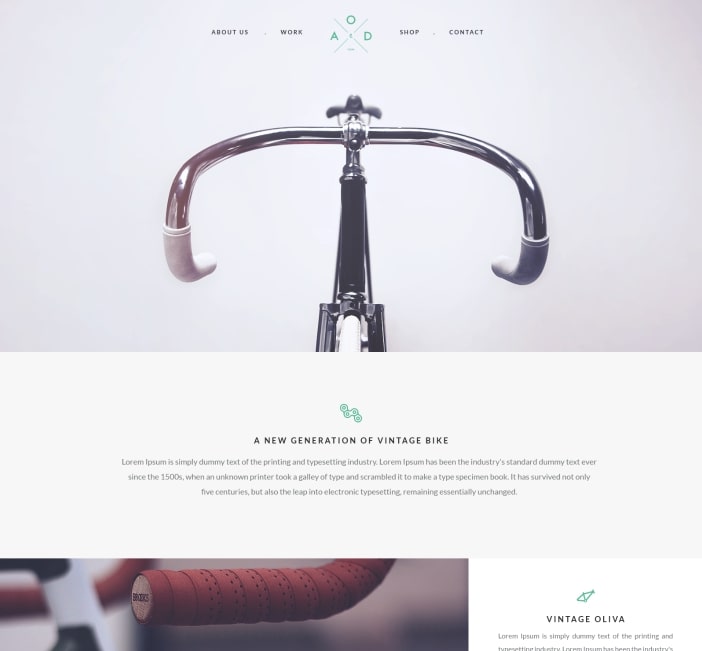 ABOUT US
WORK
O
A D
SHOP
CONTACT
A NEW GENERATION OF VINTAGE BIKE
Lorem Ipsum is simply dummy text of the printing and typesetting industry. Lorem Ipsum has been the industry's standard dummy text ever
since the 1500s, when an unknown printer took a galley of type and scrambled it to make a type specimen book. It has survived not only
five centuries, but also the leap into electronic typesetting, remaining essentially unchanged.
VINTAGE OLIVA
Lorem Ipsum is simply dummy text of the printing and
typesetting industry. Lorem Ipsum has been the industry's